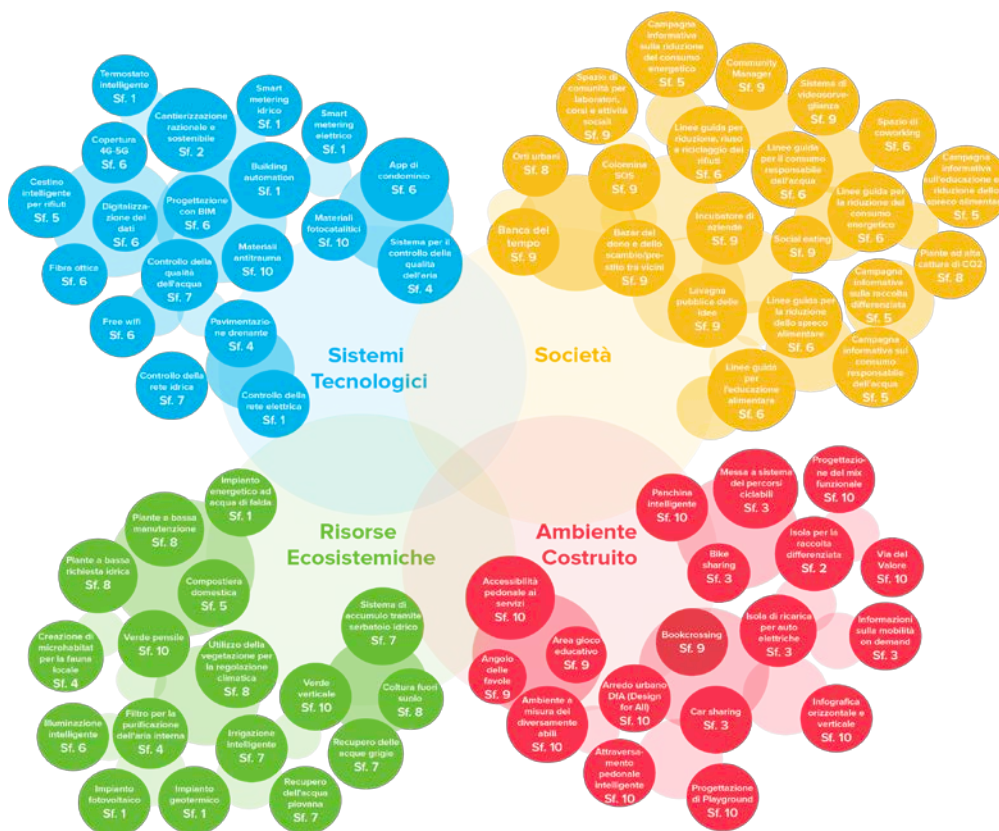 Termostato
intelligente
Sf. 1
Cantierizzazione
razionale e
sostenibile
Sf. 2
Smart
metering
idrico
Sf. 1
Smart
metering
elettrico
Sf. 1
Copertura
4G-5G
Sf. 6
Building
automation
Sf. 1
App di
condominio
Sf. 6
Cestino
intelligente
per rifiuti
Sf. 5
Digitalizza-
zione dei
dati
Sf. 6
Progettazione
con BIM
Sf. 6
Materiali
fotocatalitici
Sf. 10
Materiali
antitrauma
Sf. 10
Sistema per il
controllo della
qualità
dell'aria
Sf. 4
Fibra ottica
Sf. 6
Controllo della
qualità
dell'acqua
Sf. 7
Free wifi
Sf. 6
Pavimentazio-
ne drenante
Sf. 4
Controllo della
rete idrica
Sf. 7
Controllo della
rete elettrica
Sf. 1
Sistemi
Tecnologici
Campagna
informativa
sulla riduzione
del consumo
energetico
Sf. 5
Community
Manager
Sf. 9
Spazio di
comunità per
laboratori,
corsi e attività
sociali
Sf. 9
Sistema di
videosorve-
glianza
Sf. 9
Spazio di
coworking
Sf. 6
Linee guida per
riduzione, riuso
e riciclaggio dei
rifiuti
Sf. 6
Linee guida
per il consumo
responsabile
dell'acqua
Sf. 6
Orti urbani
Sf. 8
Colonnine
SOS
Sf. 9
Campagna
informativa
sull'educazione e
riduzione dello
spreco alimentare
Sf. 5
Linee guida per
la riduzione del
consumo
energetico
Sf. 6
Banca del
tempo
Sf. 9
Bazar del
dono e dello
scambio/pre-
stito tra vicini
Sf. 9
Incubatore di
aziende
Sf. 9
Social eating
Sf. 9
Piante ad alta
cattura di CO2
Sf. 8
Campagna
informativa
sulla raccolta
differenziata
Sf. 5
Lavagna
pubblica delle
idee
Sf. 9
Linee guida per
la riduzione
dello spreco
alimentare
Sf. 6
Campagna
informativa sul
consumo
responsabile
dell'acqua
Sf. 5
Linee guida
per
l'educazione
alimentare
Sf. 6
Società
Impianto
energetico ad
acqua di falda
Sf. 1
Piante a bassa
manutenzione
Sf. 8
Piante a bassa
richiesta idrica
Sf. 8
Compostiera
domestica
Sf. 5
Risorse
Ecosistemiche
Sistema di
accumulo tramite
serbatoio idrico
Sf. 7
Creazione di
microhabitat
per la fauna
locale
Sf. 4
Verde pensile
Sf. 10
Utilizzo della
vegetazione per
la regolazione
climatica
Sf. 8
Verde
verticale
Sf. 10
Coltura fuori
suolo
Sf. 8
Illuminazione
intelligente
Sf. 6
Filtro per la
purificazione
dell'aria interna
Sf. 4
Irrigazione
Intelligente
Sf. 7
Recupero delle
acque grigie
Sf. 7
Impianto
fotovoltaico
Sf. 1
Impianto
geotermico
Sf. 1
Recupero
dell'acqua
piovana
Sf. 7
Ambiente
Costruito
Panchina
intelligente
Sf. 10
Messa a sistema
dei percorsi
ciclabili
Sf. 3
Progettazio-
ne del mix
funzionale
Sf. 10
Isola per la
raccolta
differenziata
Sf. 2
Bike
sharing
Sf. 3
Via del
Valore
Sf. 10
Accessibilità
pedonale ai
servizi
Sf. 10
Bookcrossing
Sf. 9
Isola di ricarica
per auto
elettriche
Sf. 3
Informazioni
sulla mobilità
on demand
Sf. 3
Area gioco
educativo
Sf. 9
Angolo
delle
favole
Sf. 9
Arredo urbano
DfA (Design
for All)
Sf. 10
Ambiente a
misura dei
diversamente
abili
Sf. 10
Car sharing
Sf. 3
Infografica
orizzontale e
verticale
Sf. 10
Attraversa-
mento
pedonale
Intelligente
Sf. 10
Progettazione
di Playground
Sf. 10